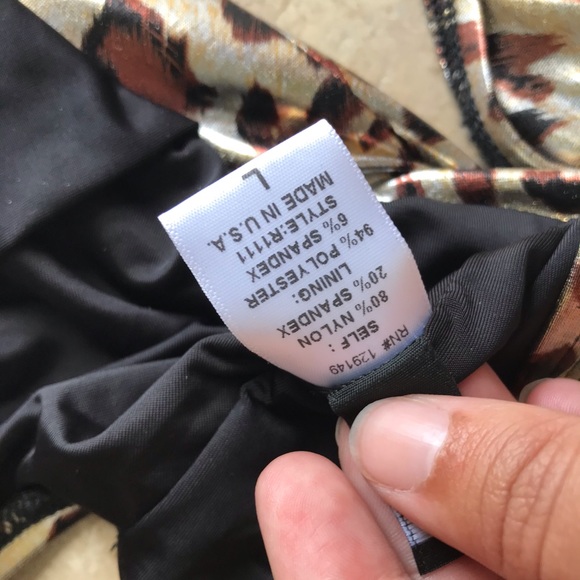 RN# 129149
SELF :
80% NYLON
20% SPANDEX
LINING:
94% POLYESTER
6% SPANDEX
STYLE:R1111
MADE IN U.S.A.
L